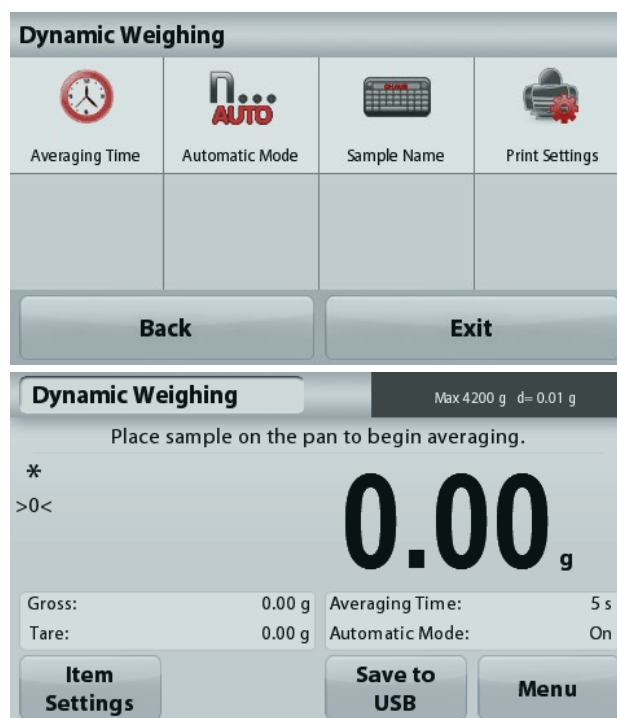 Dynamic Weighing
n...
AUTO
Averaging Time
Automatic Mode
Sample Name
Print Settings
Back
Exit
Dynamic Weighing
Max 4200 g d= 0.01 g
Place sample on the pan to begin averaging.
*
>0<
0.00 g
Gross: 0.00 g
Tare: 0.00 g
Averaging Time: 5 s
Automatic Mode: On
Item
Settings
Save to
USB
Menu